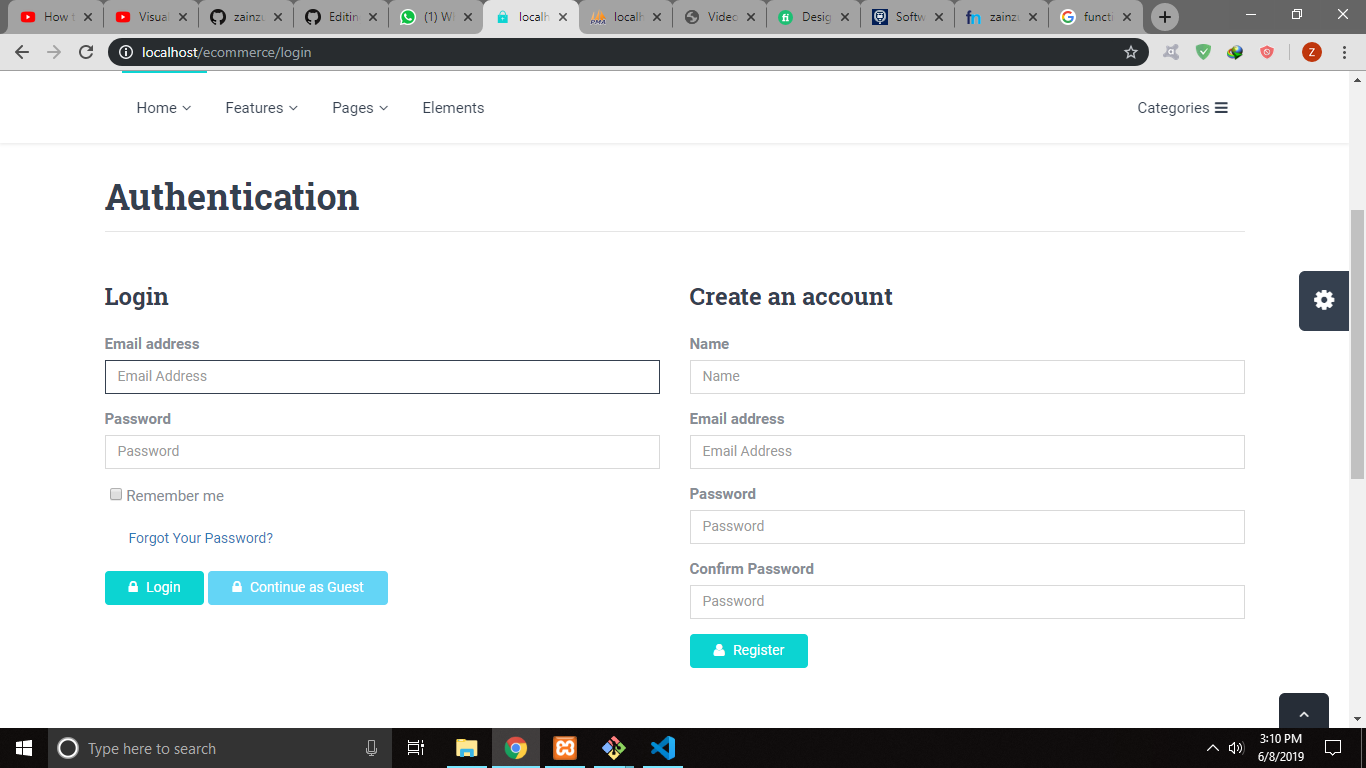 How t
Visual
zainzu
Editin
(1) Wh
localh
localh
Video
Desig
Softw
zainz
functi
localhost/ecommerce/login
Z
Home Features Pages Elements Categories
Authentication
Login
Email address
Email Address
Password
Password
Remember me
Forgot Your Password?
Login Continue as Guest
Create an account
Name
Name
Email address
Email Address
Password
Password
Confirm Password
Password
Register
Type here to search
3:10 PM
6/8/2019